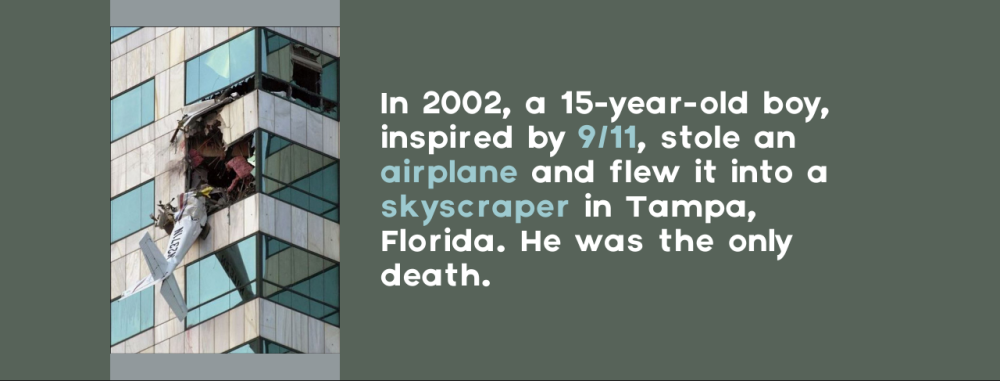 In 2002, a 15-year-old boy,
inspired by 9/11, stole an
airplane and flew it into a
skyscraper in Tampa,
Florida. He was the only
death.